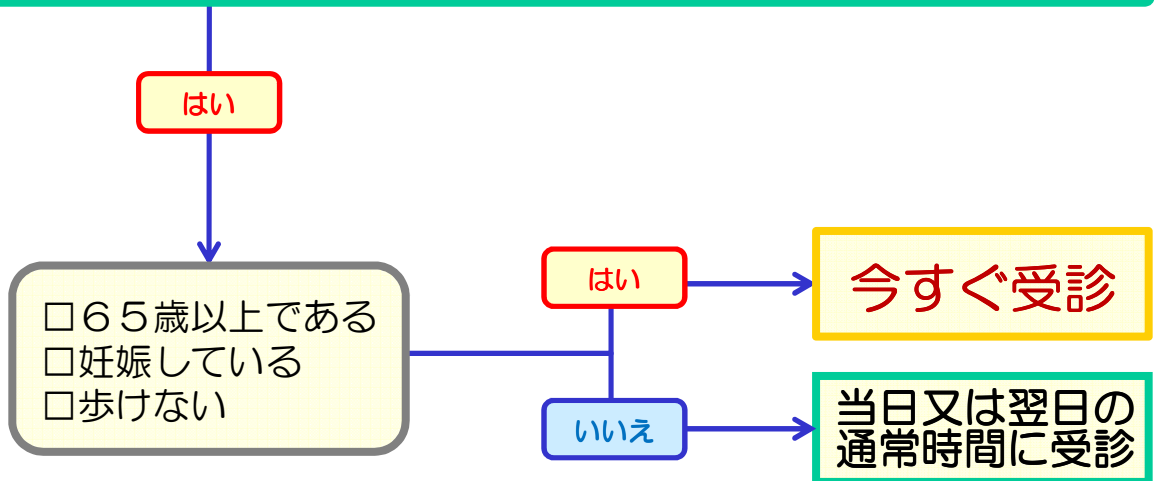 はい
□６５歳以上である
□妊娠している
□歩けない
はい
今すぐ受診
いいえ
当日又は翌日の
通常時間に受診